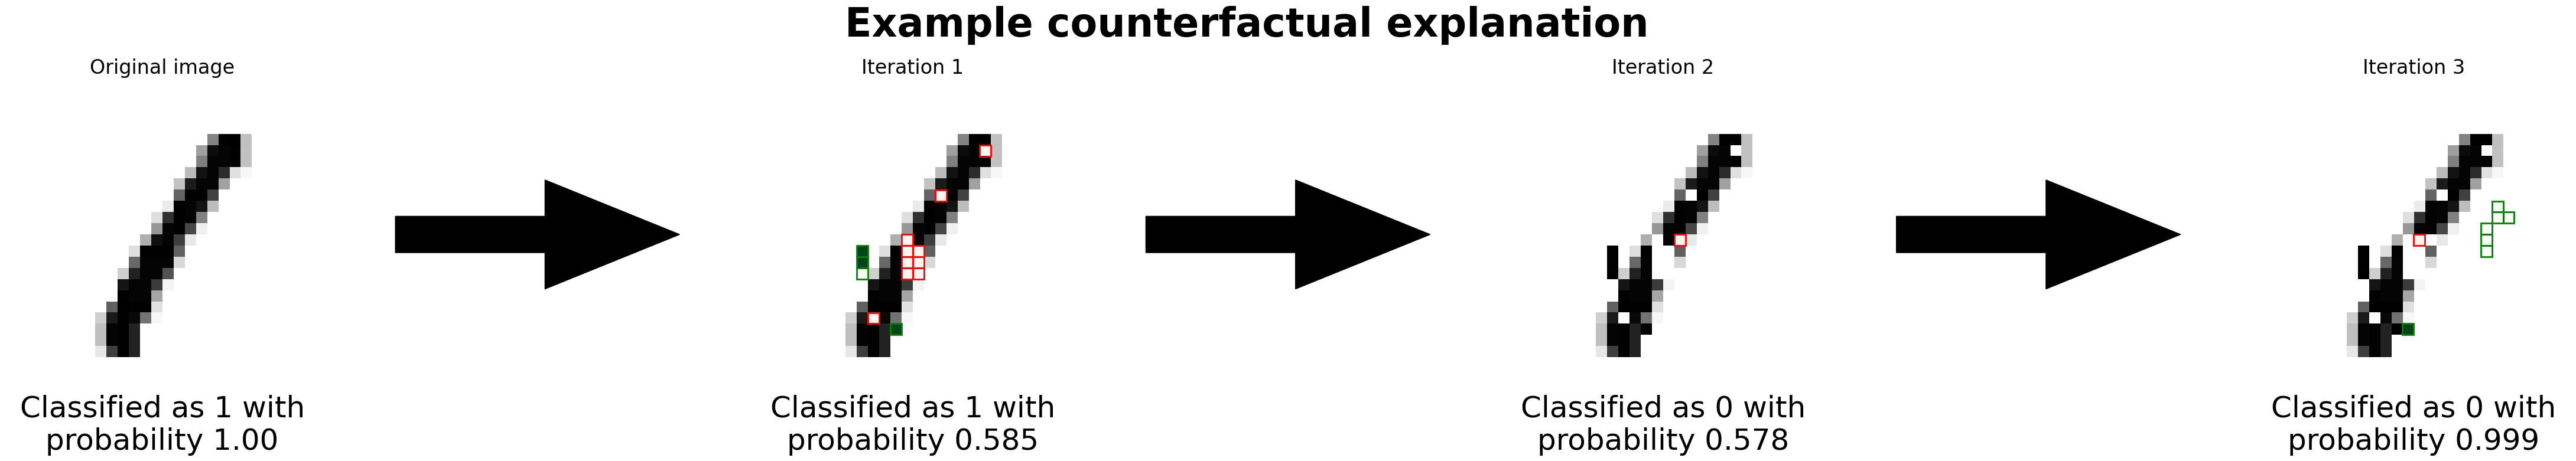 Example counterfactual explanation
Original image
Iteration 1
Iteration 2
Iteration 3
Classified as 1 with
probability 1.00
Classified as 1 with
probability 0.585
Classified as 0 with
probability 0.578
Classified as 0 with
probability 0.999